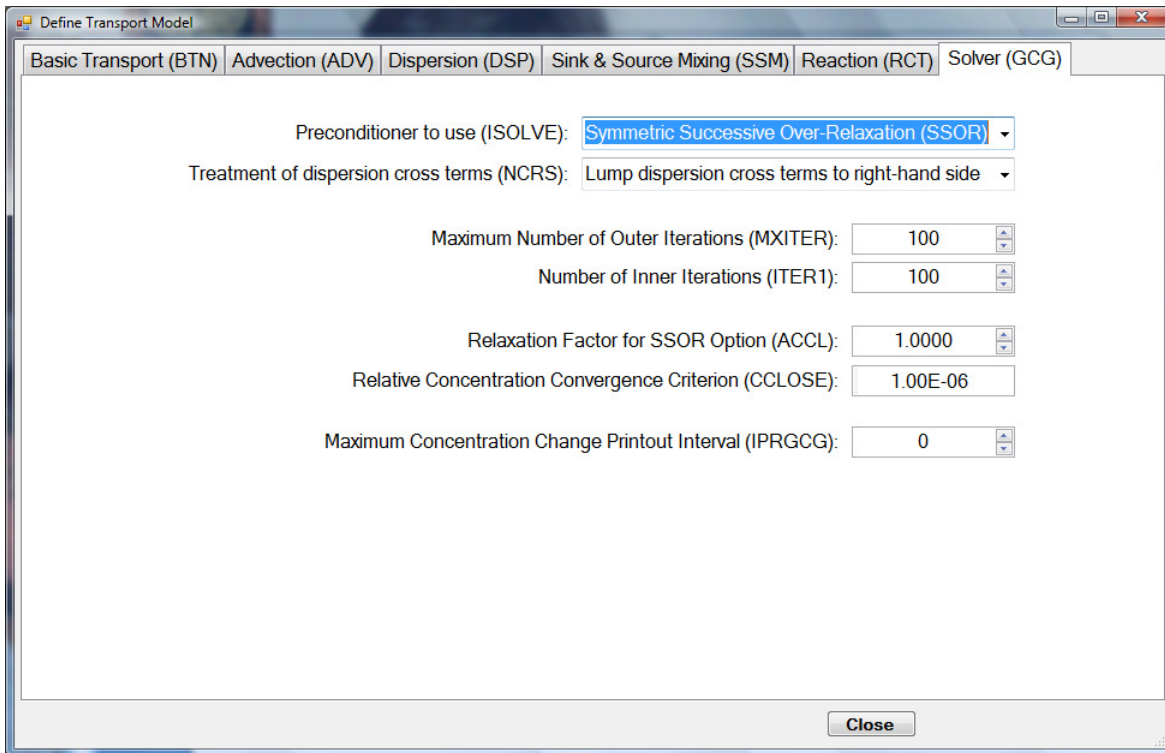 Define Transport Model
Basic Transport (BTN) Advection (ADV) Dispersion (DSP) Sink & Source Mixing (SSM) Reaction (RCT) Solver (GCG)
Preconditioner to use (ISOLVE): Symmetric Successive Over-Relaxation (SSOR)
Treatment of dispersion cross terms (NCRS): Lump dispersion cross terms to right-hand side
Maximum Number of Outer Iterations (MXITER): 100
Number of Inner Iterations (ITER1): 100
Relaxation Factor for SSOR Option (ACCL): 1.0000
Relative Concentration Convergence Criterion (CCLOSE): 1.00E-06
Maximum Concentration Change Printout Interval (IPRGCG): 0
Close